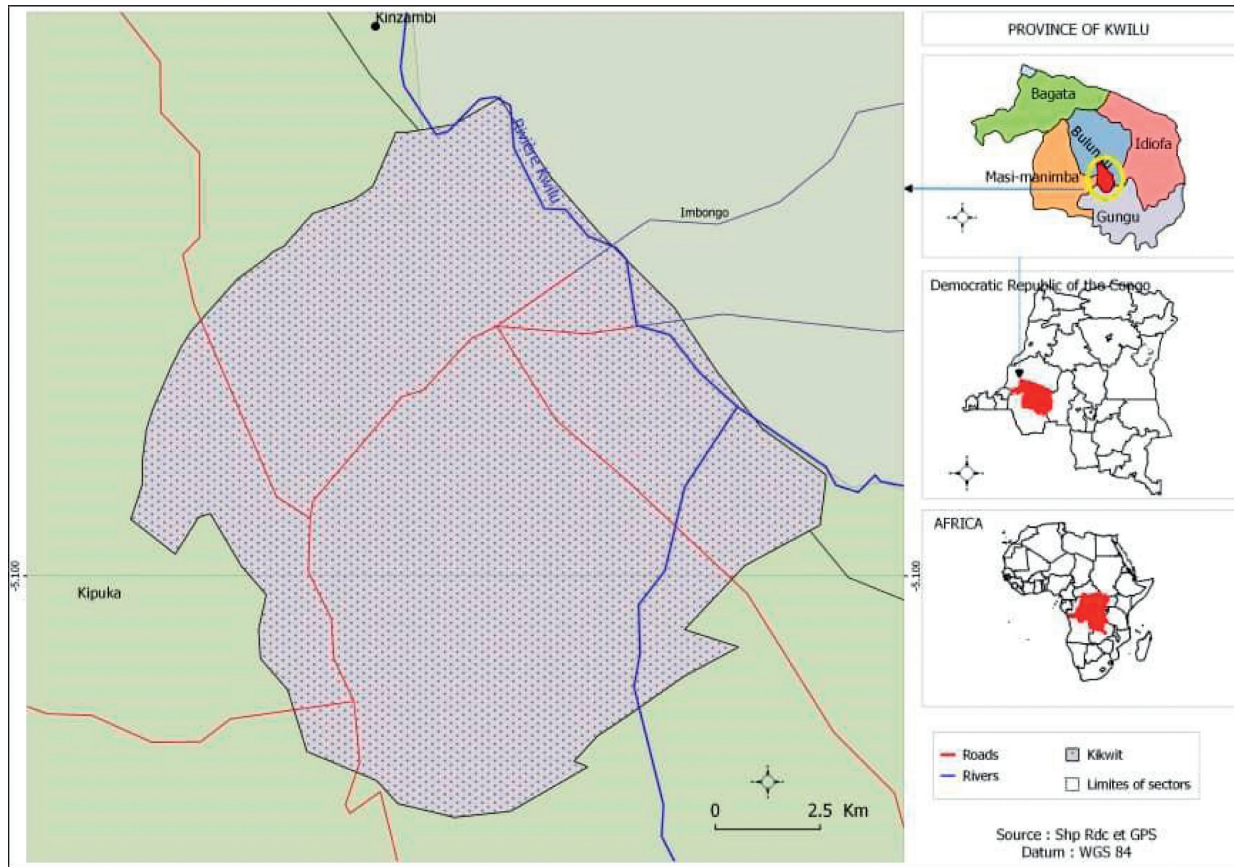 Kinzambi
Rivière Kwilu
Imbongo
-5.100
-5.100
Kipuka
0 2.5 Km
PROVINCE OF KWILU
Bagata
Idiofa
Masi-manimba
Gungu
Democratic Republic of the Congo
AFRICA
Roads
Rivers
Kikwit
Limites of sectors
Source : Shp Rdc et GPS
Datum : WGS 84